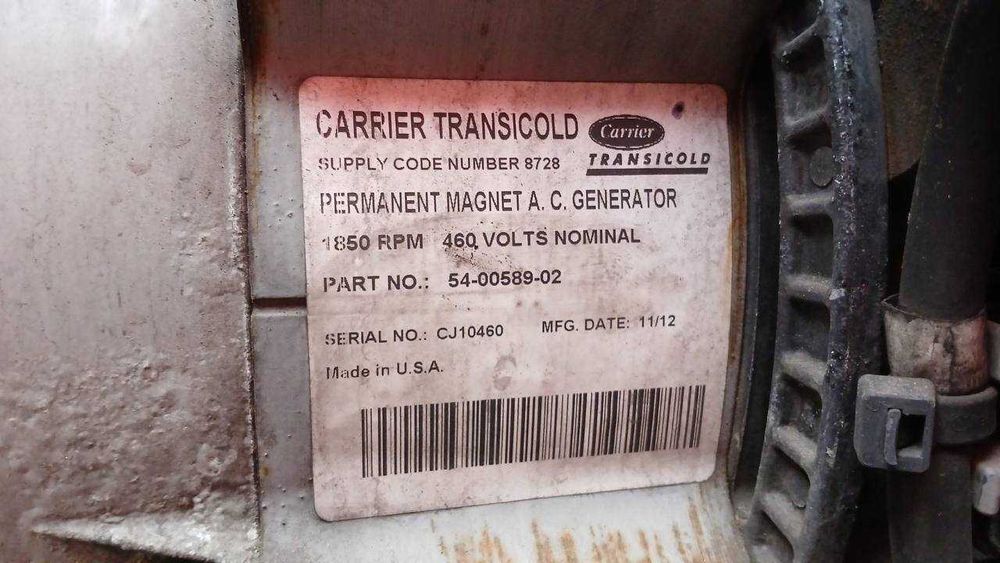 CARRIER TRANSICOLD
Carrier
TRANSICOLD
SUPPLY CODE NUMBER 8728
PERMANENT MAGNET A. C. GENERATOR
1850 RPM 460 VOLTS NOMINAL
PART NO.: 54-00589-02
SERIAL NO.: CJ10460 MFG. DATE: 11/12
Made in U.S.A.